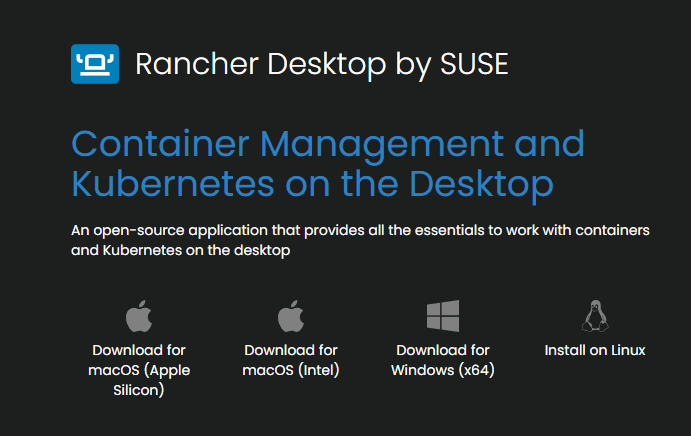 Rancher Desktop by SUSE
Container Management and
Kubernetes on the Desktop
An open-source application that provides all the essentials to work with containers
and Kubernetes on the desktop
Download for
macOS (Apple
Silicon)
Download for
macOS (Intel)
Download for
Windows (x64)
Install on Linux